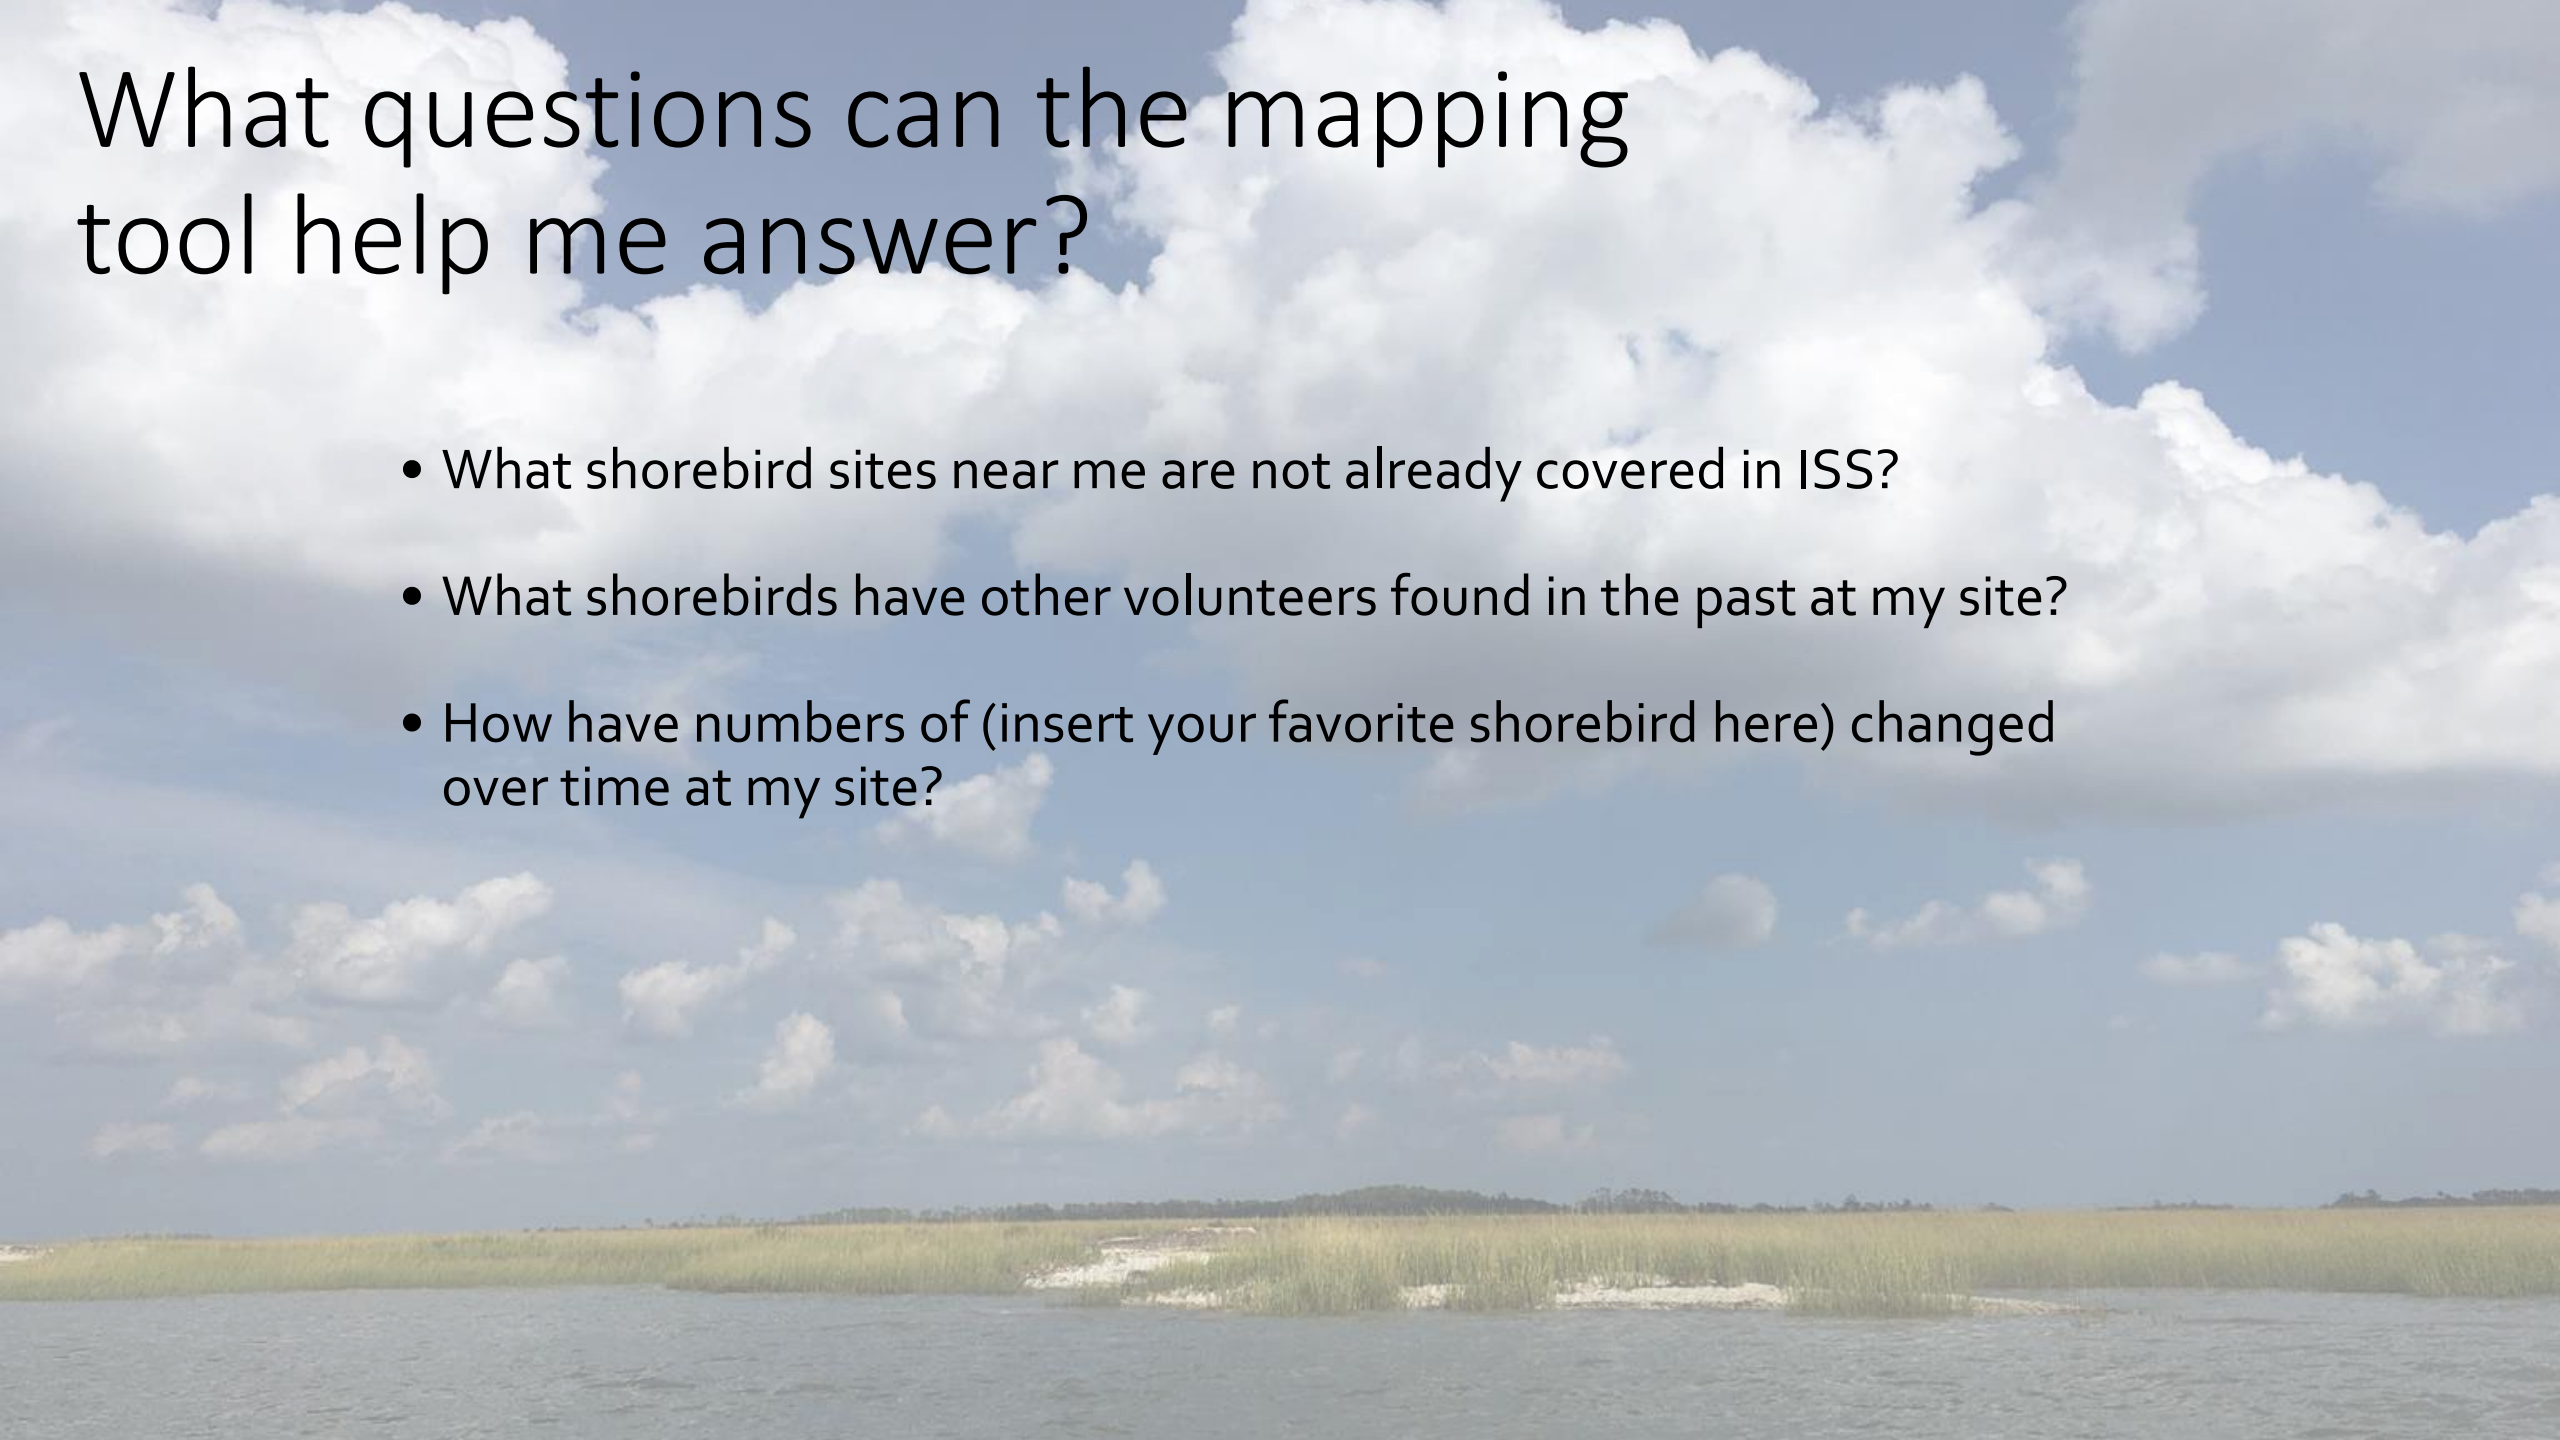 What questions can the mapping
tool help me answer?
• What shorebird sites near me are not already covered in ISS?
• What shorebirds have other volunteers found in the past at my site?
• How have numbers of (insert your favorite shorebird here) changed
over time at my site?